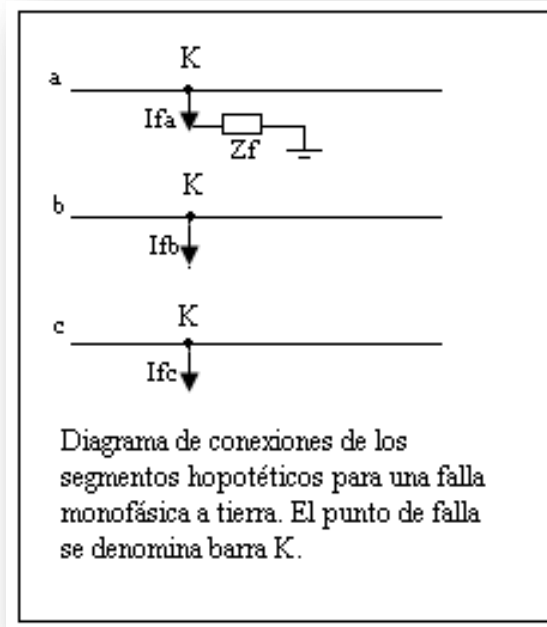 K
a
Ifa
Zf
K
b
Ifb
K
c
Ifc
Diagrama de conexiones de los
segmentos hopotéticos para una falla
monofásica a tierra. El punto de falla
se denomina barra K.